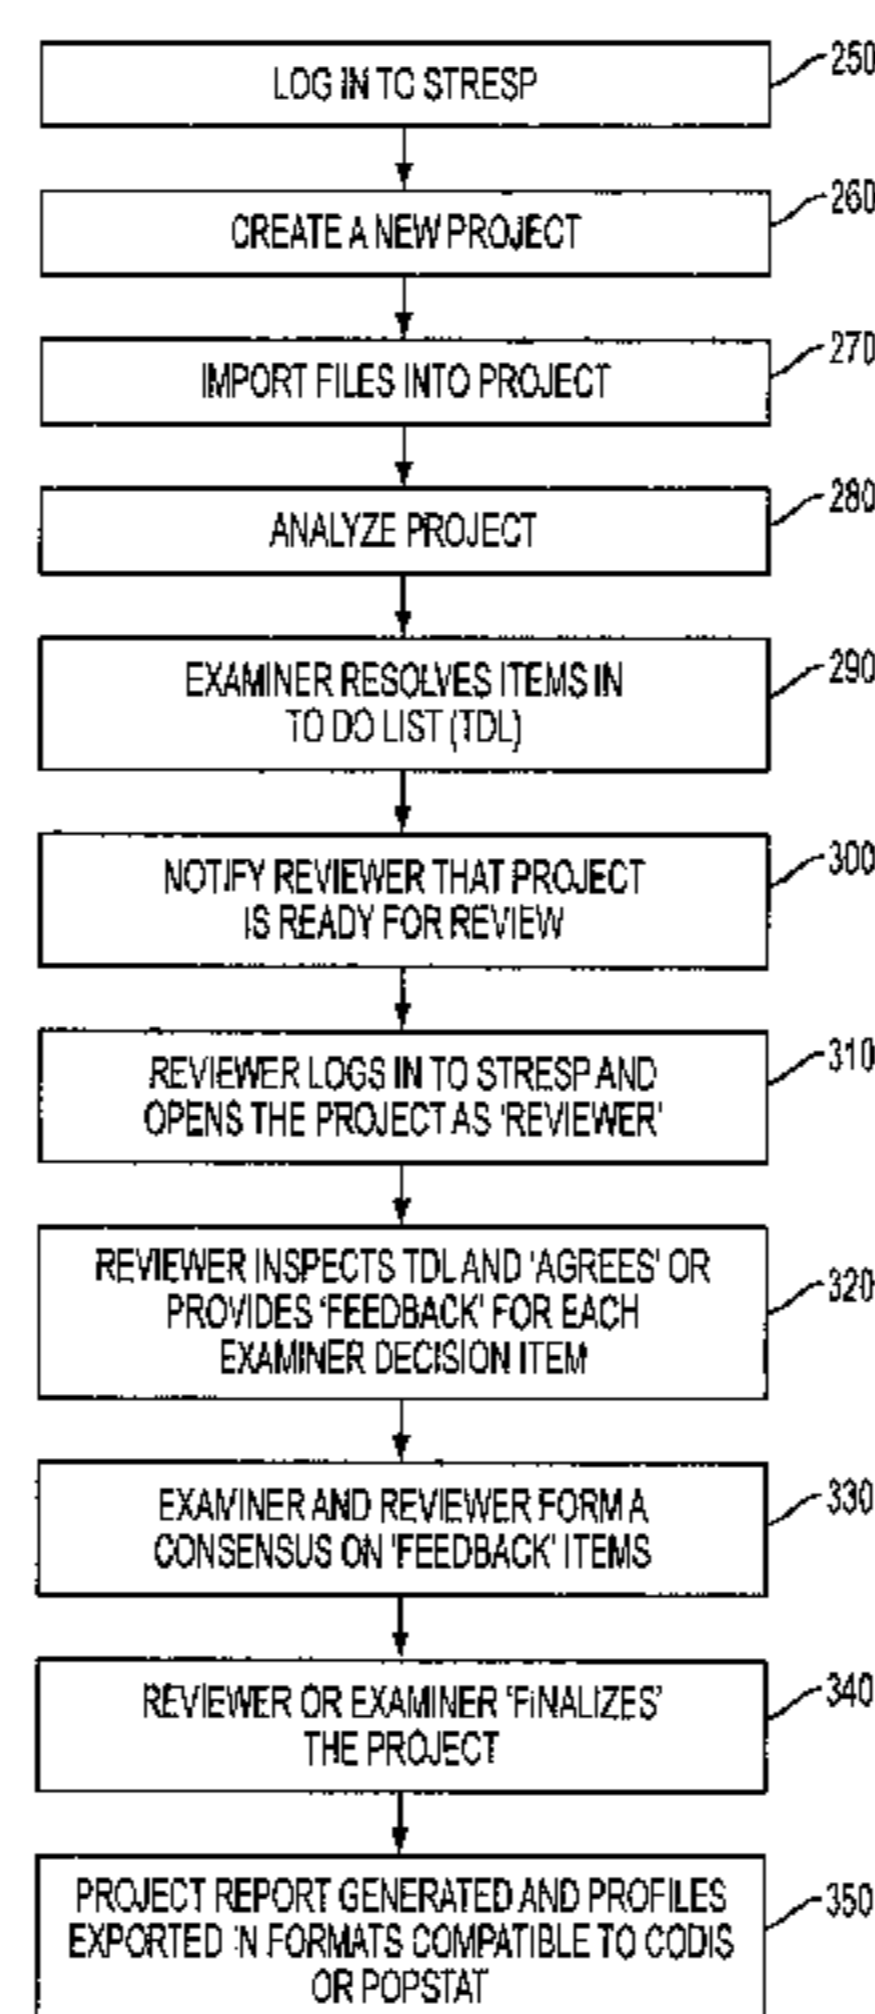 LOG IN TO STRESP
250
CREATE A NEW PROJECT
260
IMPORT FILES INTO PROJECT
270
ANALYZE PROJECT
280
EXAMINER RESOLVES ITEMS IN
TO DO LIST (TDL)
290
NOTIFY REVIEWER THAT PROJECT
IS READY FOR REVIEW
300
REVIEWER LOGS IN TO STRESP AND
OPENS THE PROJECT AS 'REVIEWER'
310
REVIEWER INSPECTS TDL AND 'AGREES' OR
PROVIDES 'FEEDBACK' FOR EACH
EXAMINER DECISION ITEM
320
EXAMINER AND REVIEWER FORM A
CONSENSUS ON 'FEEDBACK' ITEMS
330
REVIEWER OR EXAMINER 'FINALIZES'
THE PROJECT
340
PROJECT REPORT GENERATED AND PROFILES
EXPORTED IN FORMATS COMPATIBLE TO CODIS
OR POPSTAT
350